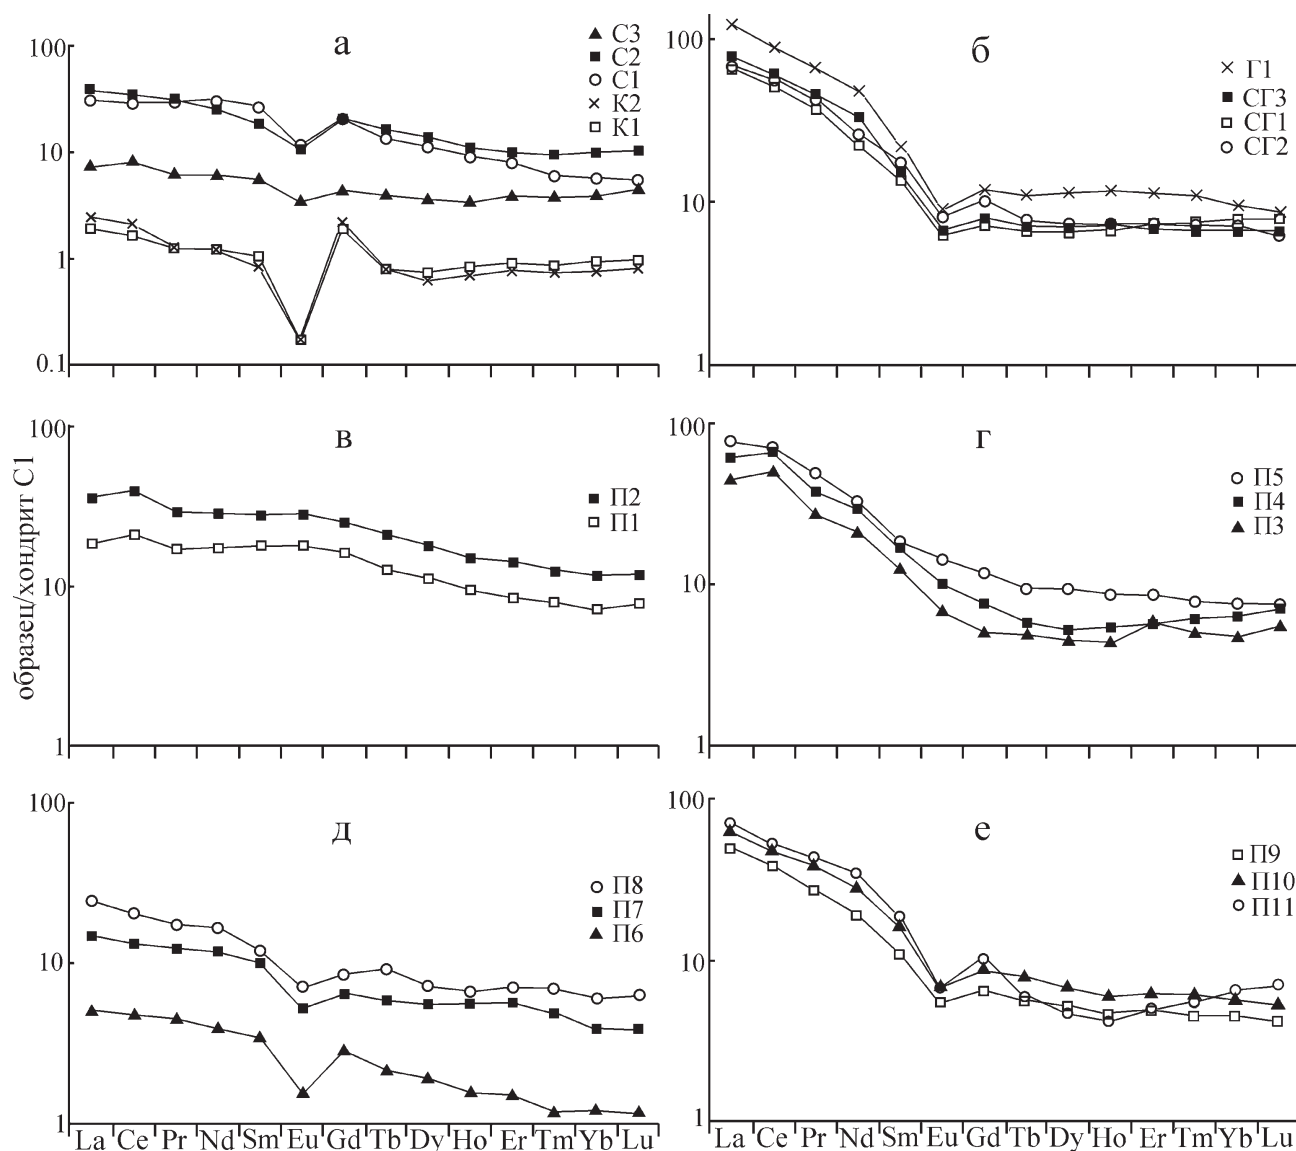 образец/хондрит C1
а
100
10
1
0.1
С3
С2
С1
К2
К1
б
100
10
1
Г1
СГ3
СГ1
СГ2
в
100
10
1
П2
П1
г
100
10
1
П5
П4
П3
д
100
10
1
П8
П7
П6
La Ce Pr Nd Sm Eu Gd Tb Dy Ho Er Tm Yb Lu
е
100
10
1
П9
П10
П11
La Ce Pr Nd Sm Eu Gd Tb Dy Ho Er Tm Yb Lu